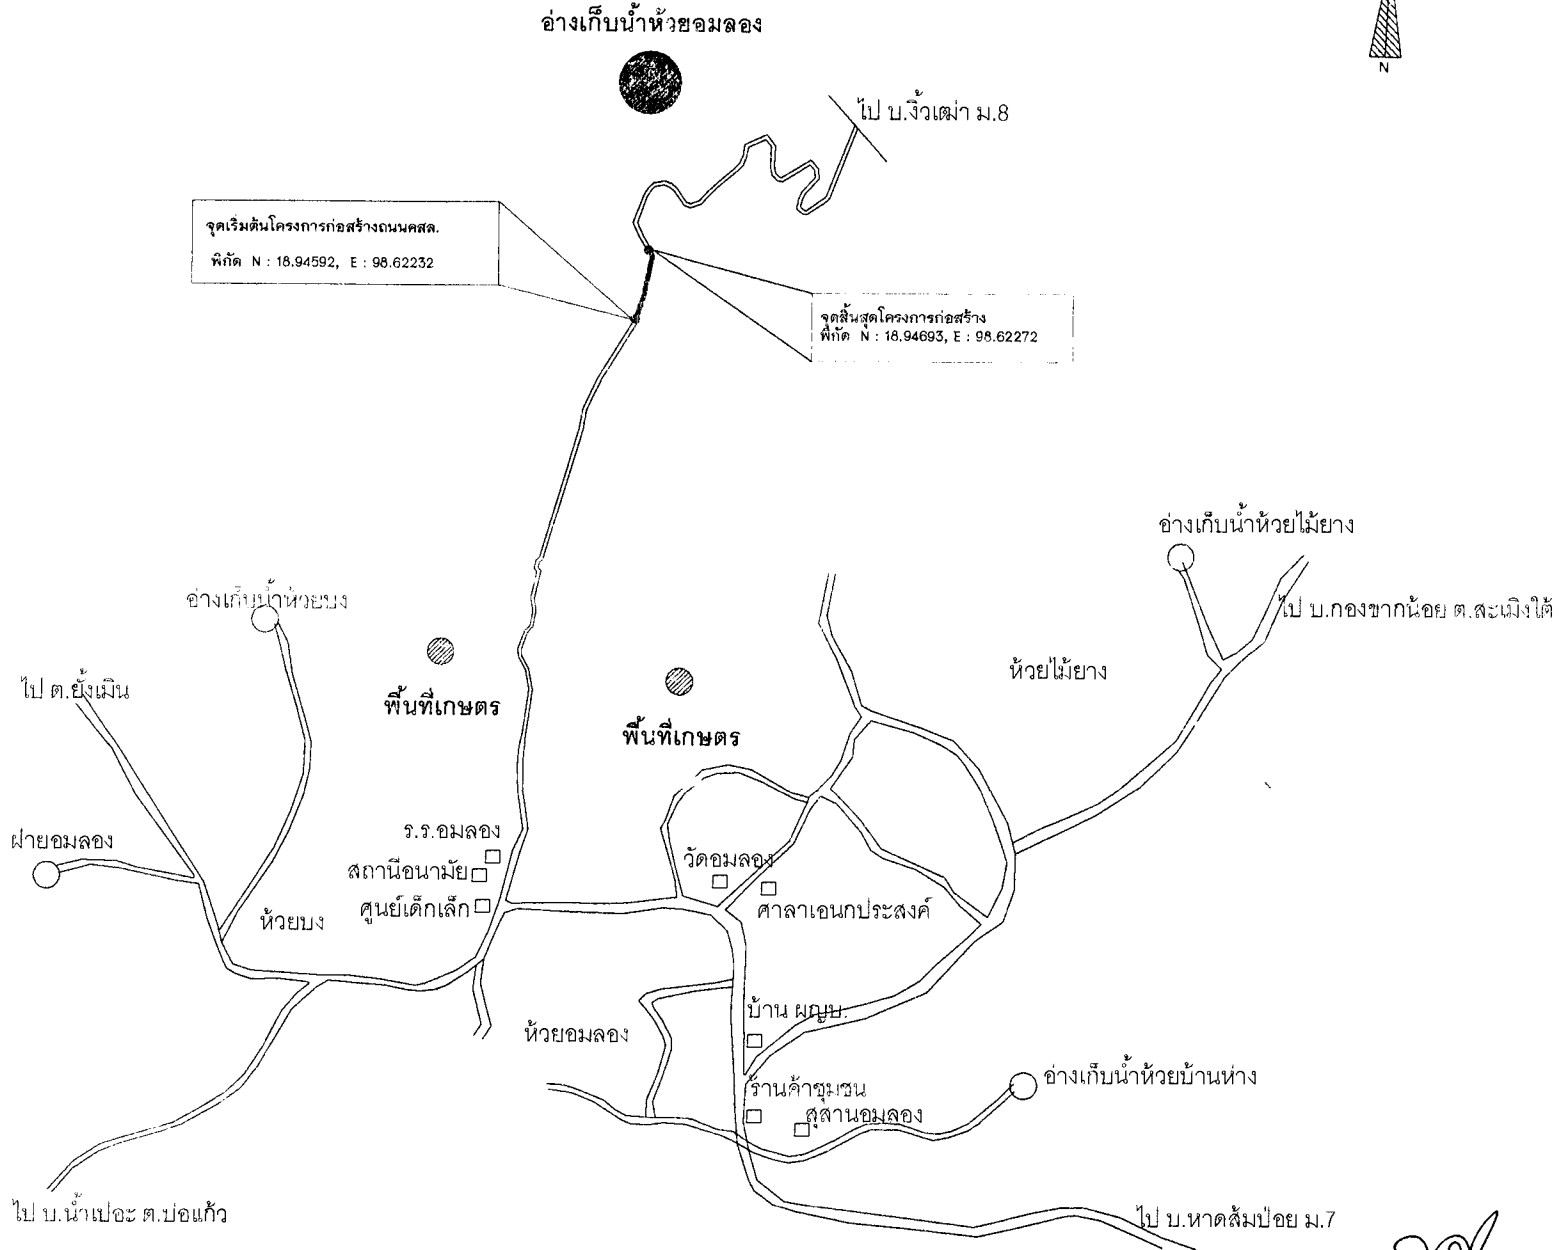 อ่างเก็บน้ำห้วยอมลอง
N
ไป บ.งิ้วเฒ่า ม.8
จุดเริ่มต้นโครงการก่อสร้างถนนคสล.
พิกัด N : 18.94592, E : 98.62232
จุดสิ้นสุดโครงการก่อสร้าง
พิกัด N : 18.94693, E : 98.62272
อ่างเก็บน้ำห้วยไม้ยาง
อ่างเก็บน้ำห้วยบง
ไป บ.กองขากน้อย ต.สะเมิงใต้
ห้วยไม้ยาง
ไป ต.ยั้งเมิน
พื้นที่เกษตร
พื้นที่เกษตร
ร.ร.อมลอง
ฝายอมลอง
วัดอมลอง
สถานีอนามัย
ศูนย์เด็กเล็ก
ศาลาเอนกประสงค์
ห้วยบง
บ้าน ผญบ.
ห้วยอมลอง
อ่างเก็บน้ำห้วยบ้านห่าง
ร้านค้าชุมชน
สุสานอมลอง
ไป บ.น้ำเปอะ ต.บ่อแก้ว
ไป บ.หาดส้มป่อย ม.7